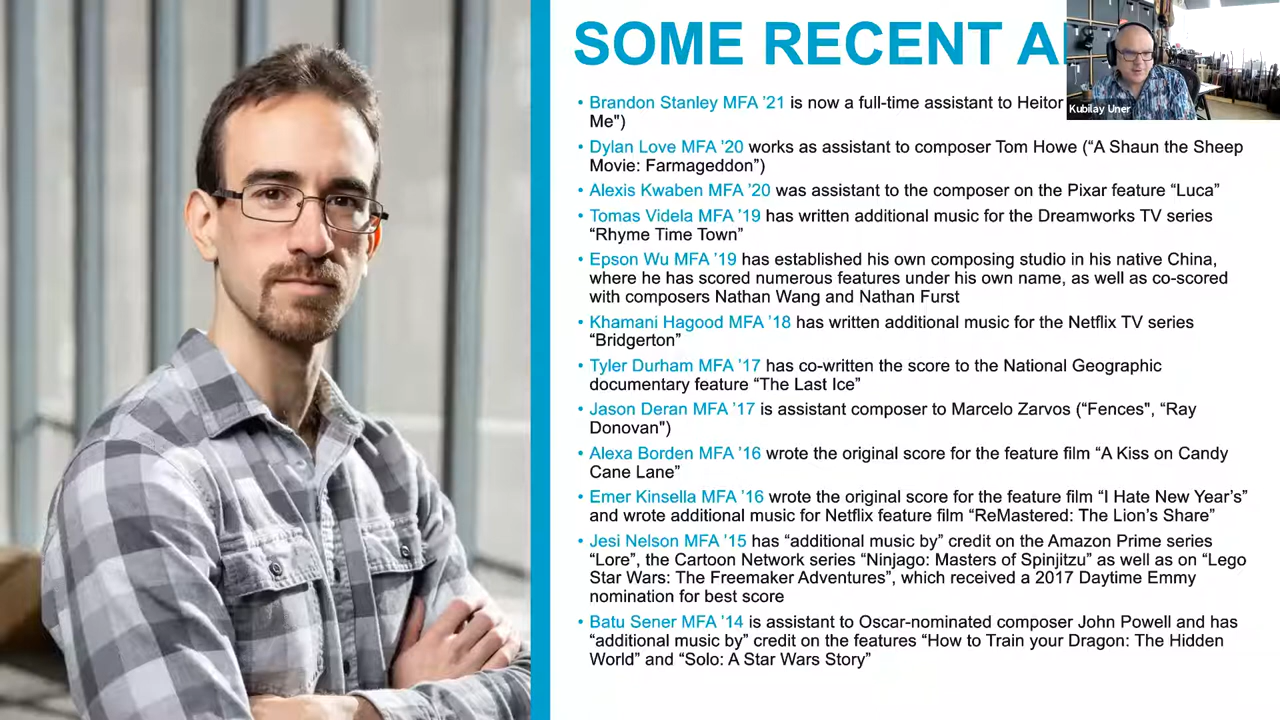 SOME RECENT A
• Brandon Stanley MFA ’21 is now a full-time assistant to Heitor
Me")
• Dylan Love MFA ’20 works as assistant to composer Tom Howe (“A Shaun the Sheep
Movie: Farmageddon”)
• Alexis Kwaben MFA ’20 was assistant to the composer on the Pixar feature “Luca”
• Tomas Videla MFA ’19 has written additional music for the Dreamworks TV series
“Rhyme Time Town”
• Epson Wu MFA ’19 has established his own composing studio in his native China,
where he has scored numerous features under his own name, as well as co-scored
with composers Nathan Wang and Nathan Furst
• Khamani Hagood MFA ’18 has written additional music for the Netflix TV series
“Bridgerton”
• Tyler Durham MFA ’17 has co-written the score to the National Geographic
documentary feature “The Last Ice”
• Jason Deran MFA ’17 is assistant composer to Marcelo Zarvos (“Fences”, “Ray
Donovan")
• Alexa Borden MFA ’16 wrote the original score for the feature film “A Kiss on Candy
Cane Lane”
• Emer Kinsella MFA ’16 wrote the original score for the feature film “I Hate New Year’s”
and wrote additional music for Netflix feature film “ReMastered: The Lion’s Share”
• Jesi Nelson MFA ’15 has “additional music by” credit on the Amazon Prime series
“Lore”, the Cartoon Network series “Ninjago: Masters of Spinjitzu” as well as on “Lego
Star Wars: The Freemaker Adventures”, which received a 2017 Daytime Emmy
nomination for best score
• Batu Sener MFA ’14 is assistant to Oscar-nominated composer John Powell and has
“additional music by” credit on the features “How to Train your Dragon: The Hidden
World” and “Solo: A Star Wars Story”
Kubilay Uner